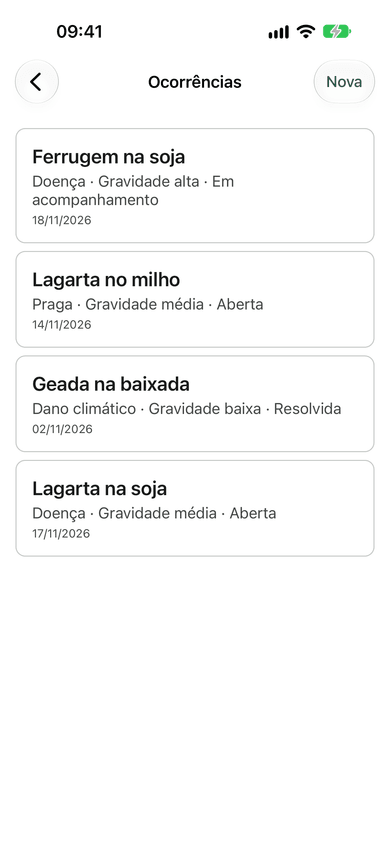 09:41
Ocorrências
Nova
Ferrugem na soja
Doença · Gravidade alta · Em
acompanhamento
18/11/2026
Lagarta no milho
Praga · Gravidade média · Aberta
14/11/2026
Geada na baixada
Dano climático · Gravidade baixa · Resolvida
02/11/2026
Lagarta na soja
Doença · Gravidade média · Aberta
17/11/2026